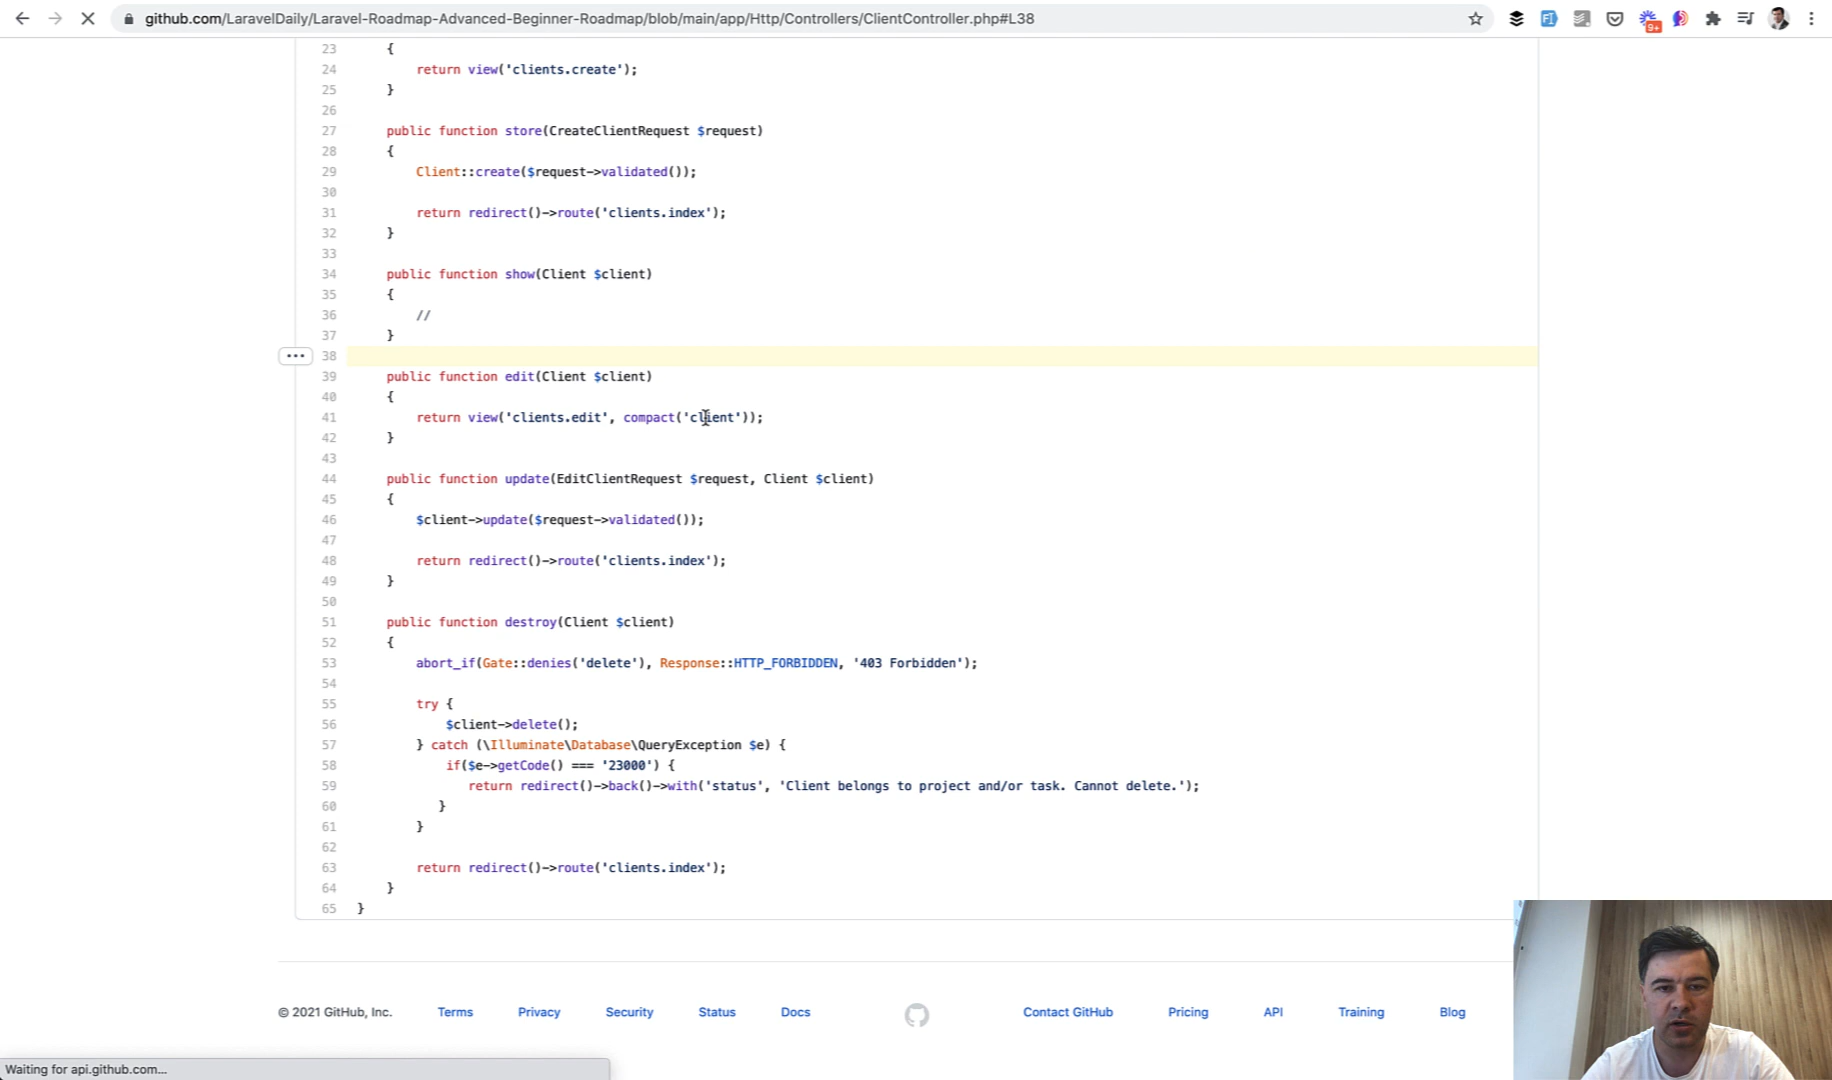 github.com/LaravelDaily/Laravel-Roadmap-Advanced-Beginner-Roadmap/blob/main/app/Http/Controllers/ClientController.php#L38
9+
23 {
24 return view('clients.create');
25 }
26
27 public function store(CreateClientRequest $request)
28 {
29 Client::create($request->validated());
30
31 return redirect()->route('clients.index');
32 }
33
34 public function show(Client $client)
35 {
36 //
37 }
38
39 public function edit(Client $client)
40 {
41 return view('clients.edit', compact('client'));
42 }
43
44 public function update(EditClientRequest $request, Client $client)
45 {
46 $client->update($request->validated());
47
48 return redirect()->route('clients.index');
49 }
50
51 public function destroy(Client $client)
52 {
53 abort_if(Gate::denies('delete'), Response::HTTP_FORBIDDEN, '403 Forbidden');
54
55 try {
56 $client->delete();
57 } catch (\Illuminate\Database\QueryException $e) {
58 if($e->getCode() === '23000') {
59 return redirect()->back()->with('status', 'Client belongs to project and/or task. Cannot delete.');
60 }
61 }
62
63 return redirect()->route('clients.index');
64 }
65 }
© 2021 GitHub, Inc. Terms Privacy Security Status Docs Contact GitHub Pricing API Training Blog
Waiting for api.github.com...